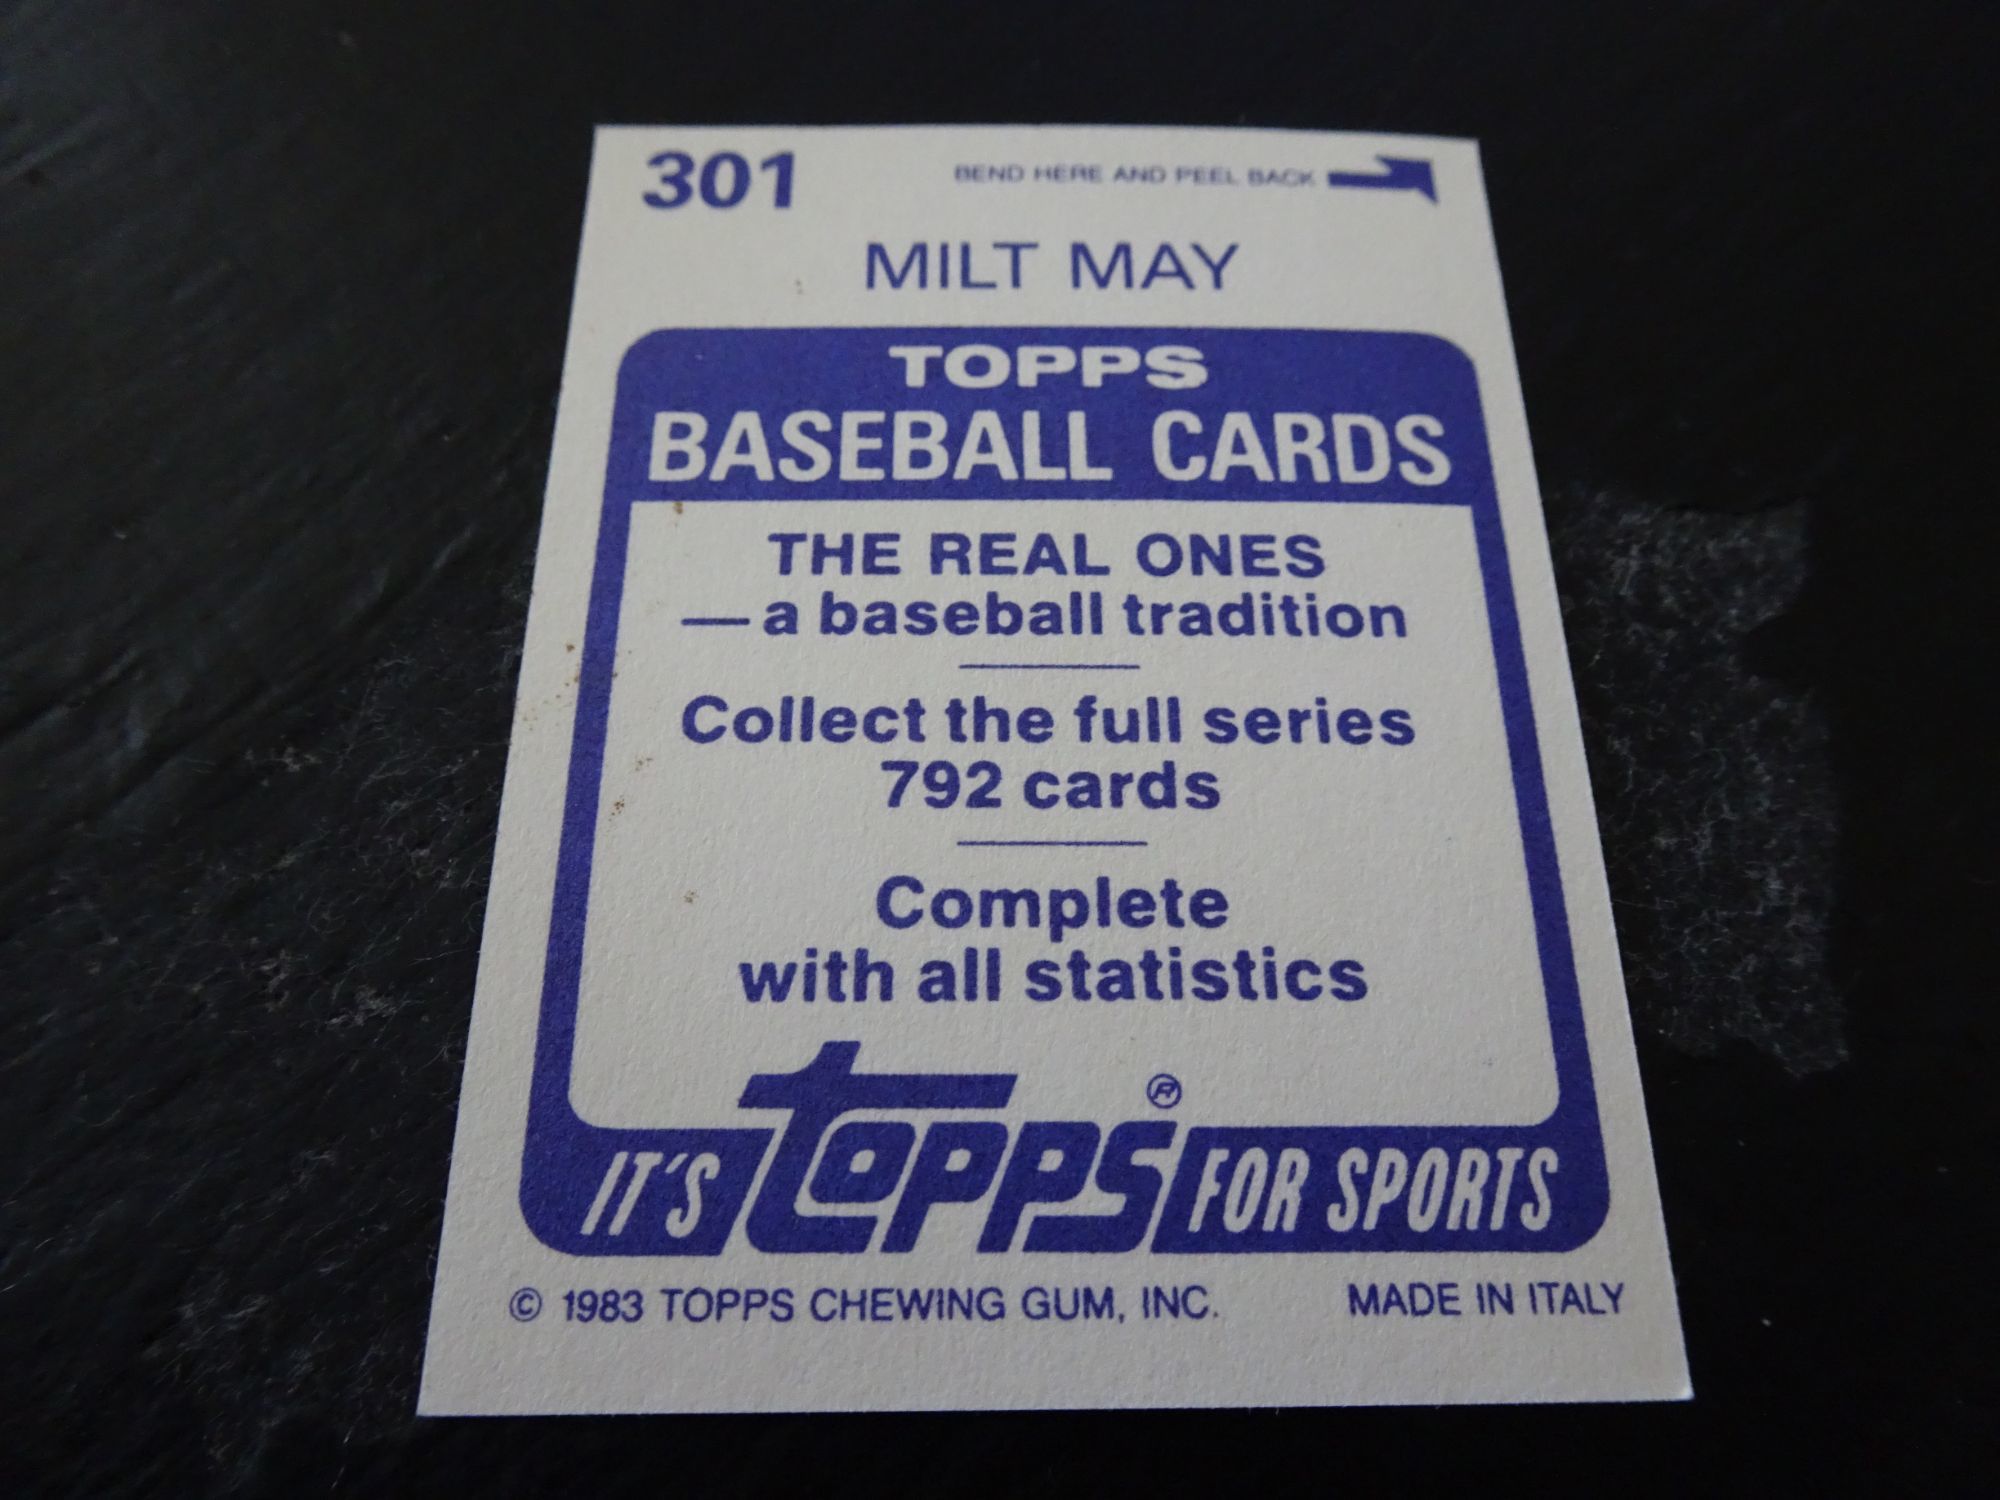 301
BEND HERE AND PEEL BACK
MILT MAY
TOPPS
BASEBALL CARDS
THE REAL ONES
— a baseball tradition
Collect the full series
792 cards
Complete
with all statistics
IT'S topps® FOR SPORTS
© 1983 TOPPS CHEWING GUM, INC. MADE IN ITALY